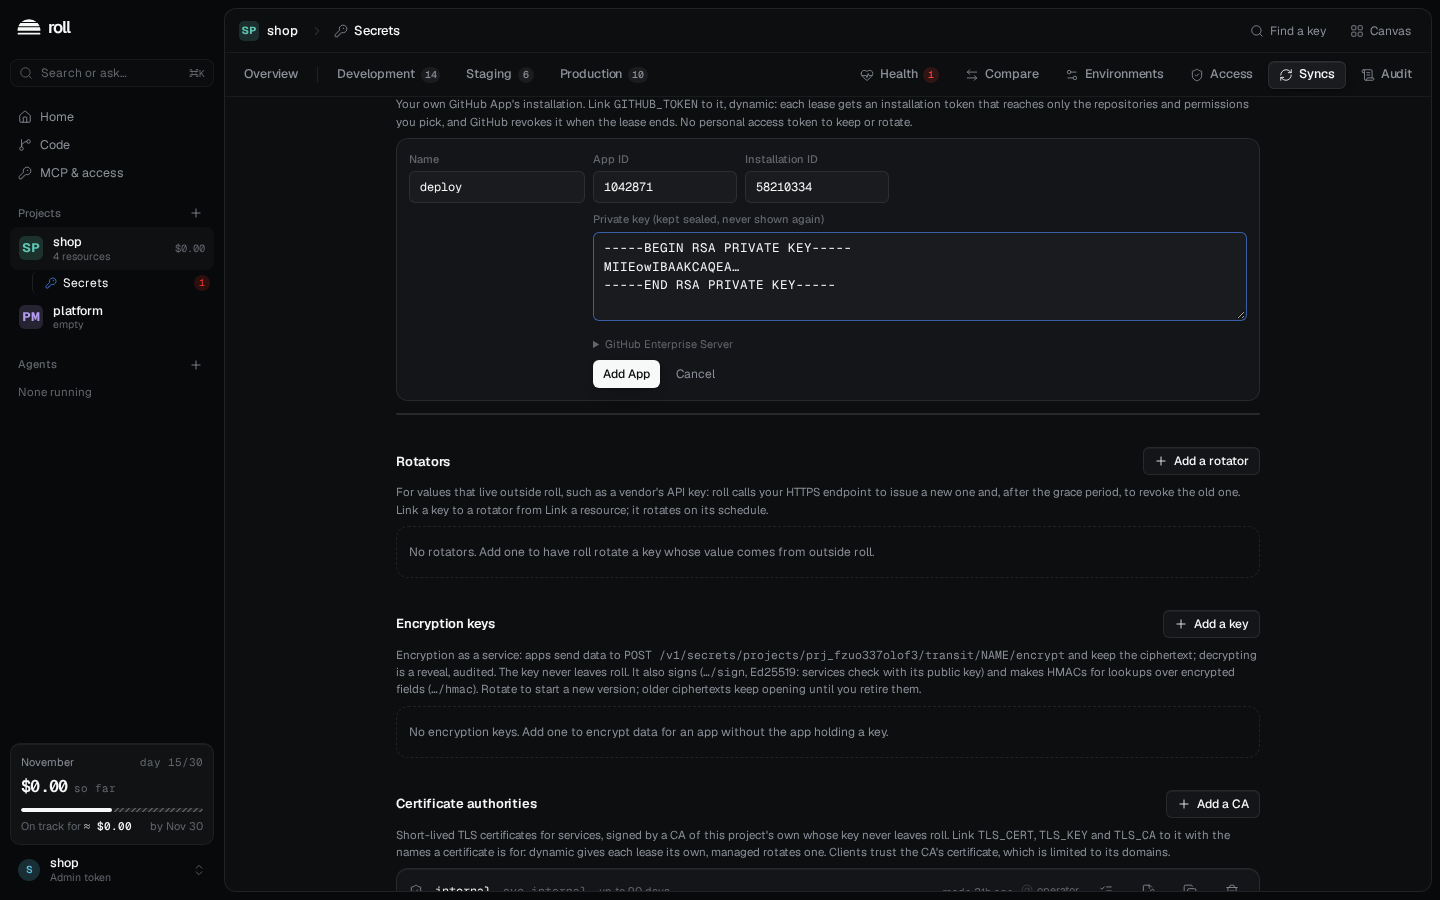 roll
Search or ask...
⌘K
Home
Code
MCP & access
Projects
SP
shop
4 resources
$0.00
Secrets
1
PM
platform
empty
Agents
None running
November
day 15/30
$0.00 so far
On track for ≈ $0.00
by Nov 30
S
shop
Admin token
SP
shop
Secrets
Find a key
Canvas
Overview
Development 14
Staging 6
Production 10
Health 1
Compare
Environments
Access
Syncs
Audit
Your own GitHub App's installation. Link GITHUB_TOKEN to it, dynamic: each lease gets an installation token that reaches only the repositories and permissions
you pick, and GitHub revokes it when the lease ends. No personal access token to keep or rotate.
Name
App ID
Installation ID
deploy
1042871
58210334
Private key (kept sealed, never shown again)
-----BEGIN RSA PRIVATE KEY-----
MIIEowIBAAKCAQEA…
-----END RSA PRIVATE KEY-----
GitHub Enterprise Server
Add App
Cancel
Rotators
Add a rotator
For values that live outside roll, such as a vendor's API key: roll calls your HTTPS endpoint to issue a new one and, after the grace period, to revoke the old one.
Link a key to a rotator from Link a resource; it rotates on its schedule.
No rotators. Add one to have roll rotate a key whose value comes from outside roll.
Encryption keys
Add a key
Encryption as a service: apps send data to POST /v1/secrets/projects/prj_fzuo337olof3/transit/NAME/encrypt and keep the ciphertext; decrypting
is a reveal, audited. The key never leaves roll. It also signs (…/sign, Ed25519: services check with its public key) and makes HMACs for lookups over encrypted
fields (…/hmac). Rotate to start a new version; older ciphertexts keep opening until you retire them.
No encryption keys. Add one to encrypt data for an app without the app holding a key.
Certificate authorities
Add a CA
Short-lived TLS certificates for services, signed by a CA of this project's own whose key never leaves roll. Link TLS_CERT, TLS_KEY and TLS_CA to it with the
names a certificate is for: dynamic gives each lease its own, managed rotates one. Clients trust the CA's certificate, which is limited to its domains.
internal svc.internal up to 90 days
operator